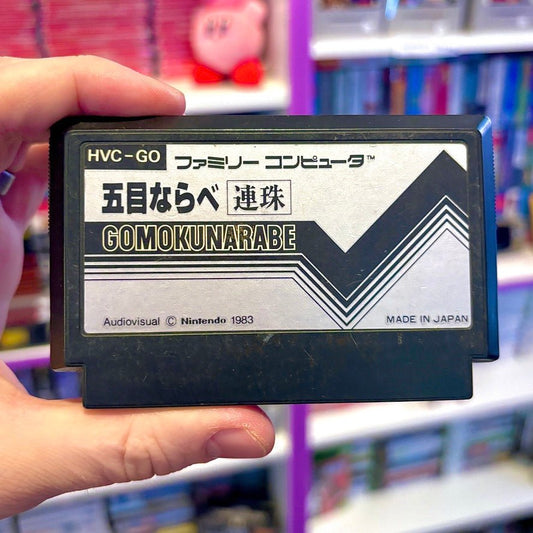 HVC-GO ファミリー コンピュータ™
五目ならべ 連珠
GOMOKUNARABE
Audiovisual © Nintendo 1983 MADE IN JAPAN